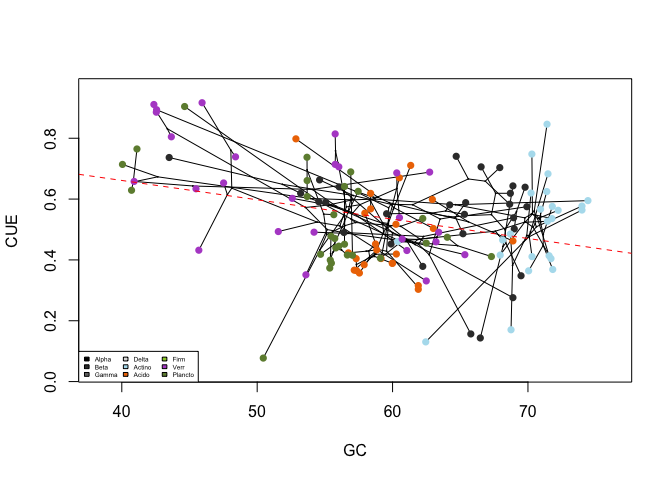 CUE
0.8
0.6
0.4
0.2
0.0
Alpha Delta Firm
Beta Actino Verr
Gamma Acido Plancto
40 50 60 70
GC